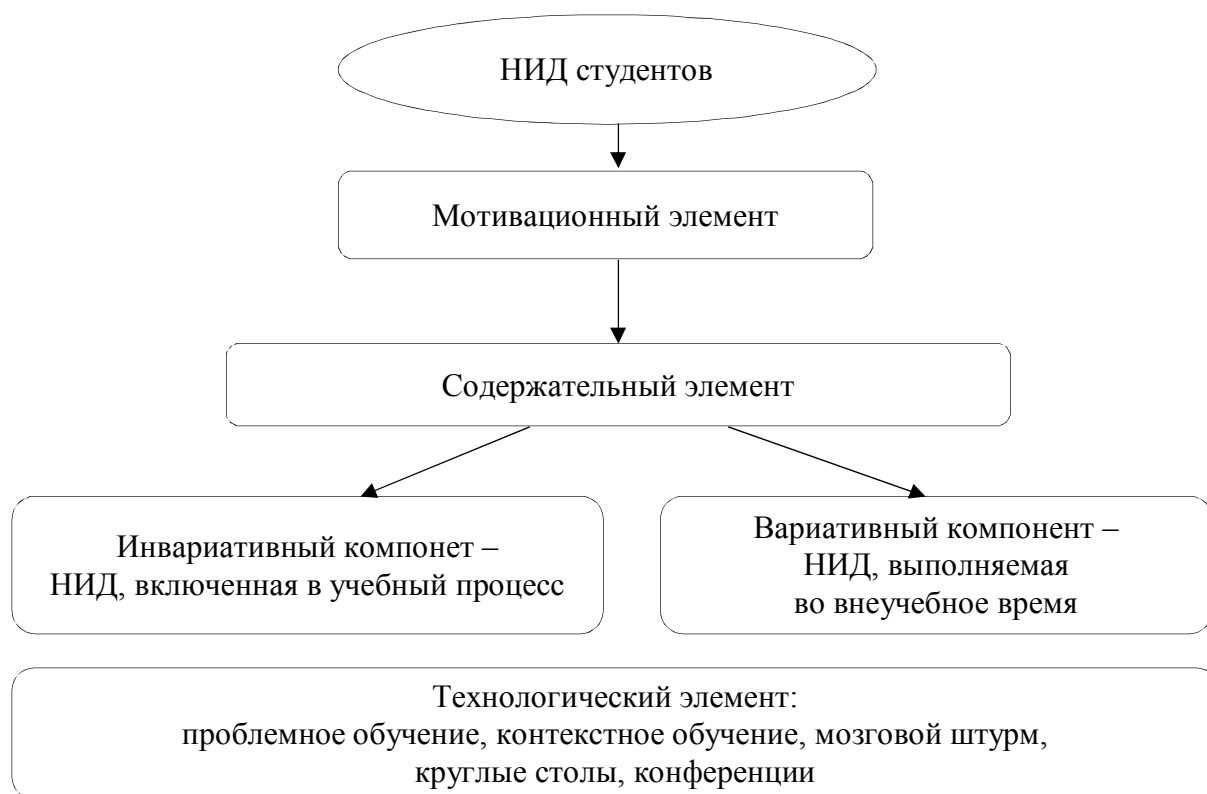 НИД студентов
Мотивационный элемент
Содержательный элемент
Инвариативный компонет –
НИД, включенная в учебный процесс
Вариативный компонент –
НИД, выполняемая
во внеучебное время
Технологический элемент:
проблемное обучение, контекстное обучение, мозговой штурм,
круглые столы, конференции